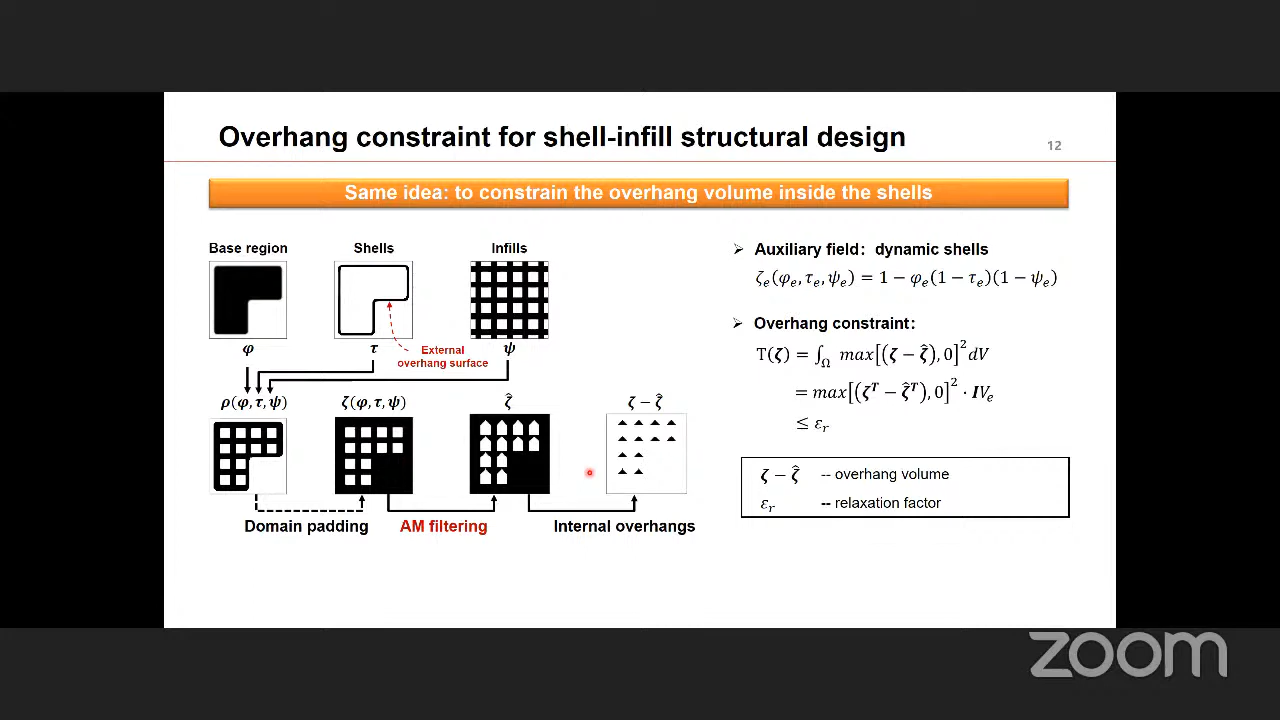 Overhang constraint for shell-infill structural design
12
Same idea: to constrain the overhang volume inside the shells
Base region
Shells
Infills
φ
τ
ψ
External
overhang surface
ρ(φ, τ, ψ)
ζ(φ, τ, ψ)
ζ̂
ζ − ζ̂
Domain padding
AM filtering
Internal overhangs
➢ Auxiliary field: dynamic shells
ζₑ(φₑ, τₑ, ψₑ) = 1 − φₑ(1 − τₑ)(1 − ψₑ)
➢ Overhang constraint:
T(ζ) = ∫_Ω max[(ζ − ζ̂), 0]² dV
= max[(ζᵀ − ζ̂ᵀ), 0]² · IVₑ
≤ εᵣ
ζ − ζ̂ -- overhang volume
εᵣ -- relaxation factor
zoom